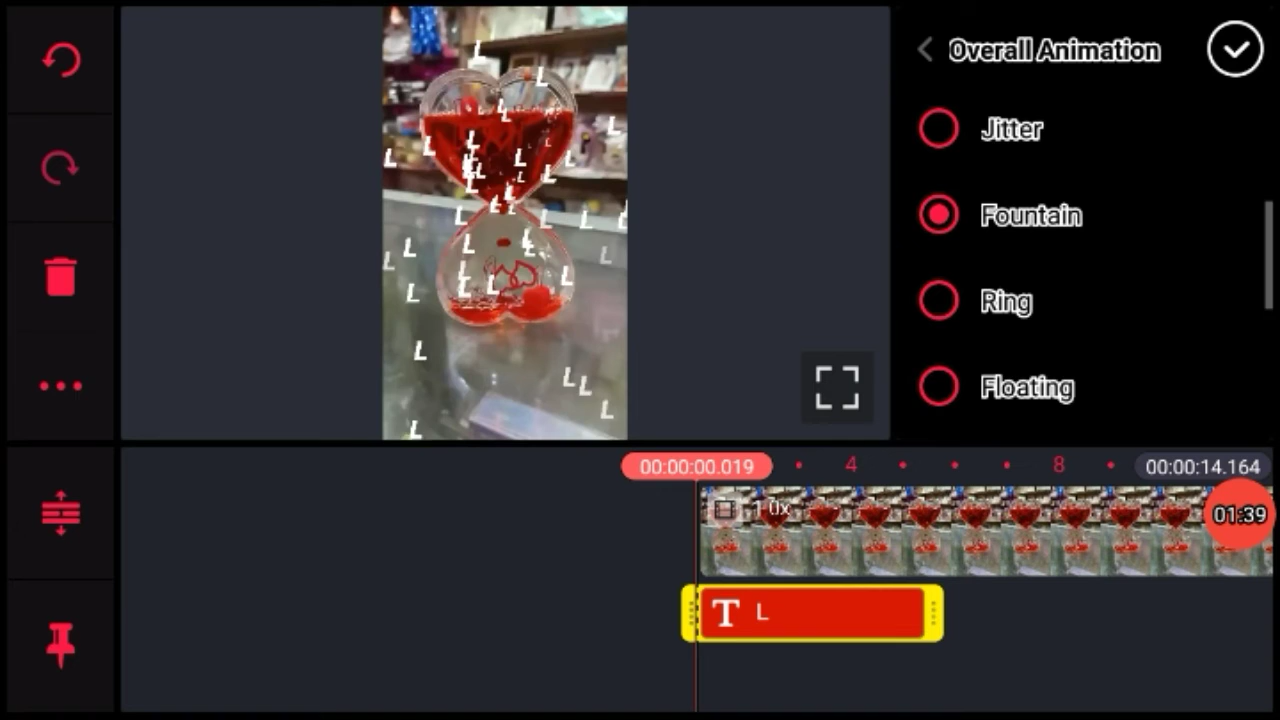 Overall Animation
Jitter
Fountain
Ring
Floating
00:00:00.019
4
8
00:00:14.164
1.0x
01:39
T L